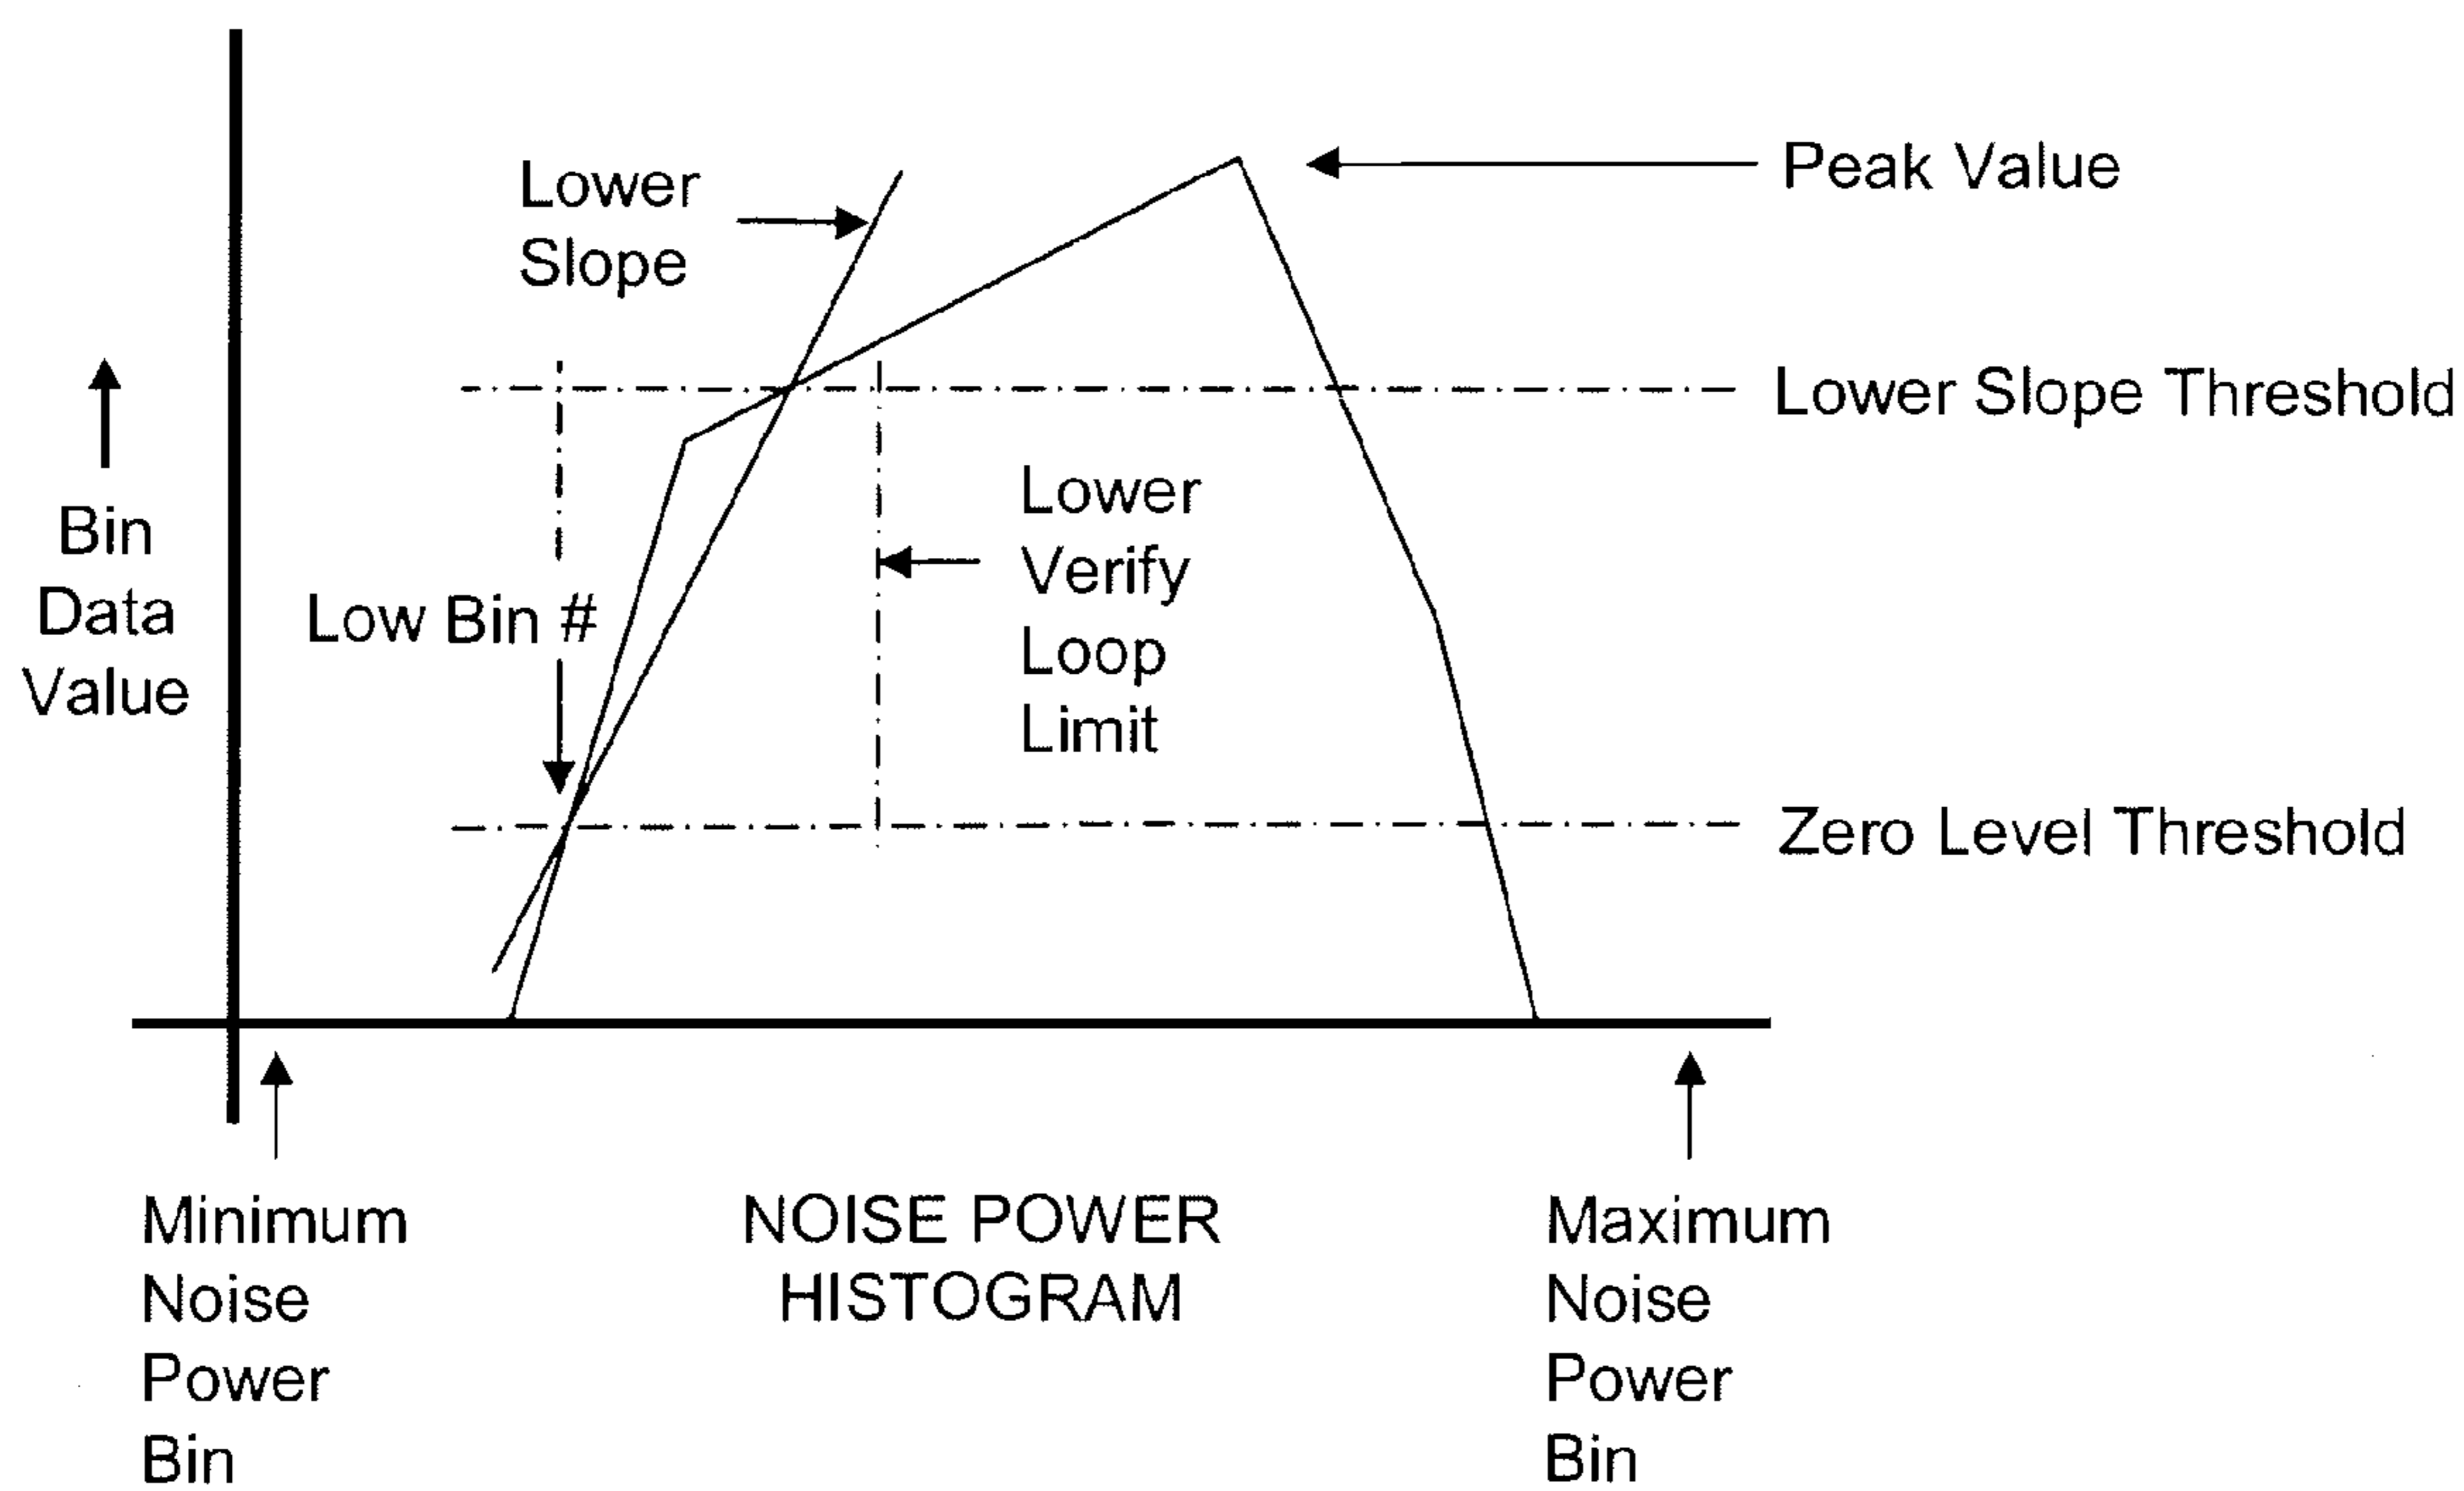 Lower
Slope
Peak Value
Lower Slope Threshold
Bin
Data
Value
Low Bin #
Lower
Verify
Loop
Limit
Zero Level Threshold
Minimum
Noise
Power
Bin
NOISE POWER
HISTOGRAM
Maximum
Noise
Power
Bin